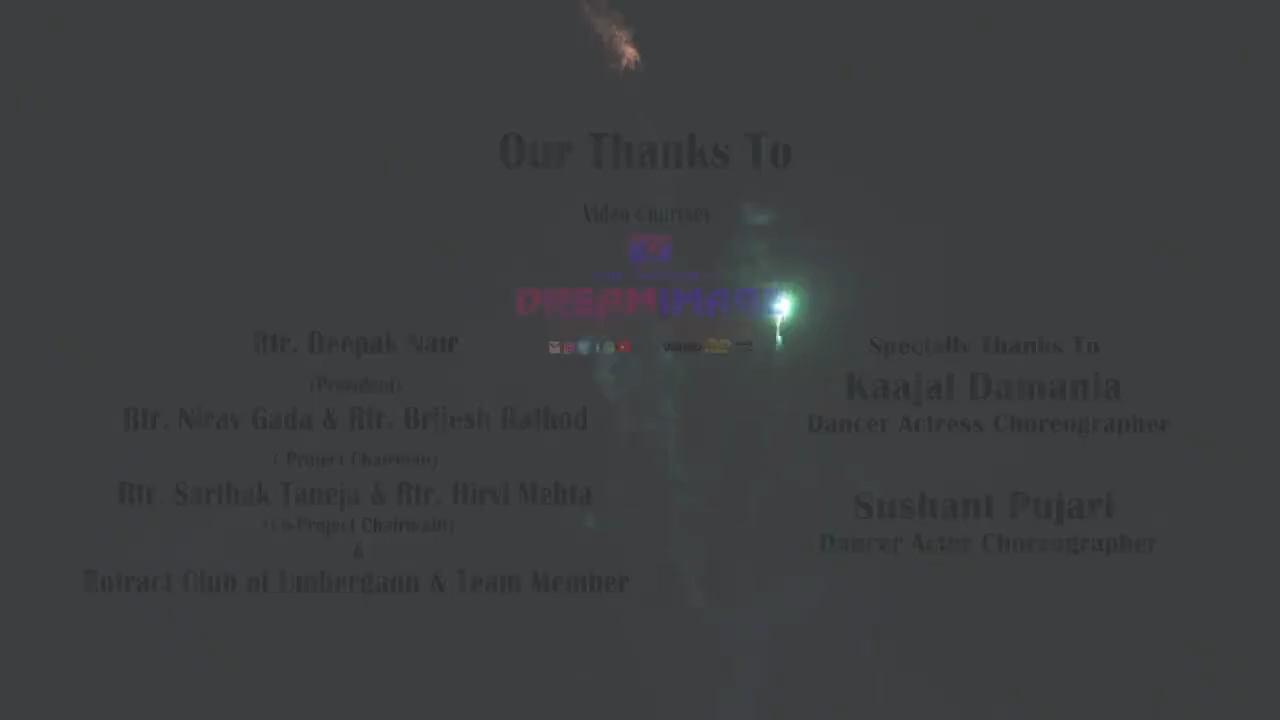 Our Thanks To
Video Courtsey
DREAMIMAGE
Rtr. Deepak Nair
(President)
Rtr. Nirav Gada & Rtr. Brijesh Rathod
( Project Chairman)
Rtr. Sarthak Taneja & Rtr. Hirvi Mehta
(Co-Project Chairmain)
&
Rotract Club of Umbergaon & Team Member
Specially Thanks To
Kaajal Damania
Dancer Actress Choreographer
Sushant Pujari
Dancer Actor Choreographer